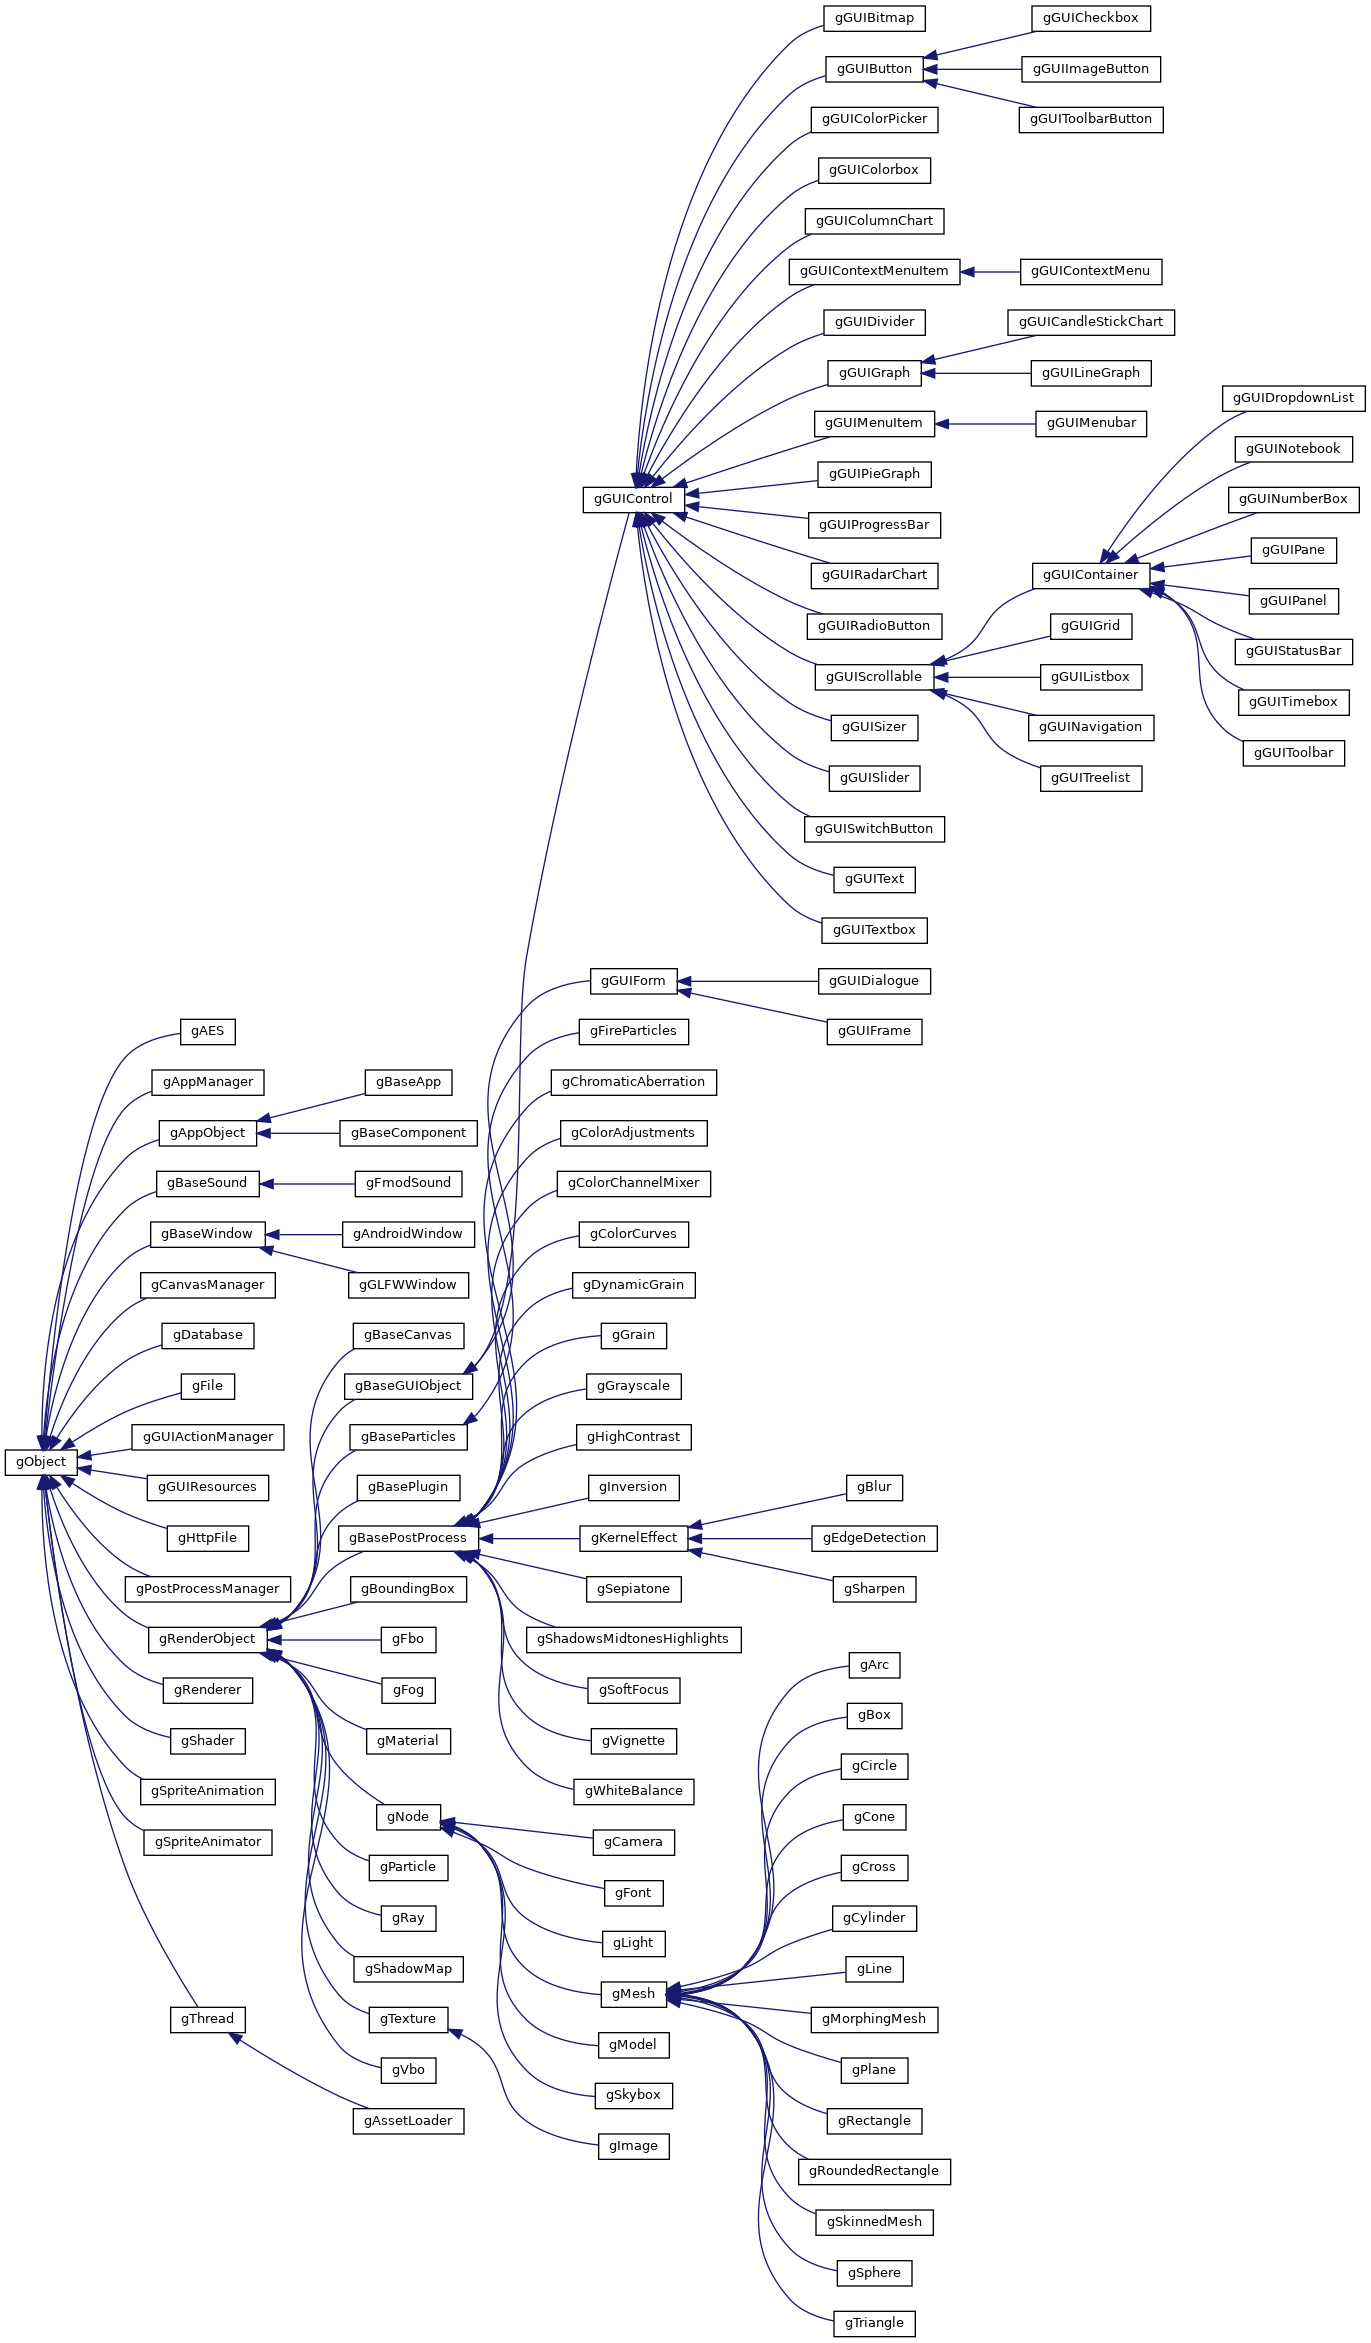 gGUIBitmap
gGUICheckbox
gGUIButton
gGUIImageButton
gGUIColorPicker
gGUIToolbarButton
gGUIColorbox
gGUIColumnChart
gGUIContextMenuItem
gGUIContextMenu
gGUIDivider
gGUICandleStickChart
gGUIGraph
gGUILineGraph
gGUIDropdownList
gGUIMenuItem
gGUIMenubar
gGUINotebook
gGUIPieGraph
gGUIControl
gGUINumberBox
gGUIProgressBar
gGUIPane
gGUIRadarChart
gGUIContainer
gGUIPanel
gGUIRadioButton
gGUIGrid
gGUIStatusBar
gGUIScrollable
gGUIListbox
gGUITimebox
gGUISizer
gGUINavigation
gGUIToolbar
gGUISlider
gGUITreelist
gGUISwitchButton
gGUIText
gGUITextbox
gGUIForm
gGUIDialogue
gAES
gFireParticles
gGUIFrame
gAppManager
gBaseApp
gChromaticAberration
gAppObject
gBaseComponent
gColorAdjustments
gBaseSound
gFmodSound
gColorChannelMixer
gBaseWindow
gAndroidWindow
gColorCurves
gCanvasManager
gGLFWWindow
gDynamicGrain
gDatabase
gBaseCanvas
gGrain
gFile
gBaseGUIObject
gGrayscale
gGUIActionManager
gBaseParticles
gHighContrast
gObject
gGUIResources
gBasePlugin
gInversion
gBlur
gHttpFile
gBasePostProcess
gKernelEffect
gEdgeDetection
gPostProcessManager
gBoundingBox
gSepiatone
gSharpen
gRenderObject
gFbo
gShadowsMidtonesHighlights
gArc
gRenderer
gFog
gSoftFocus
gBox
gShader
gMaterial
gVignette
gCircle
gSpriteAnimation
gWhiteBalance
gNode
gCone
gSpriteAnimator
gCamera
gParticle
gCross
gFont
gRay
gCylinder
gLight
gShadowMap
gLine
gMesh
gThread
gTexture
gMorphingMesh
gModel
gVbo
gPlane
gSkybox
gAssetLoader
gRectangle
gImage
gRoundedRectangle
gSkinnedMesh
gSphere
gTriangle